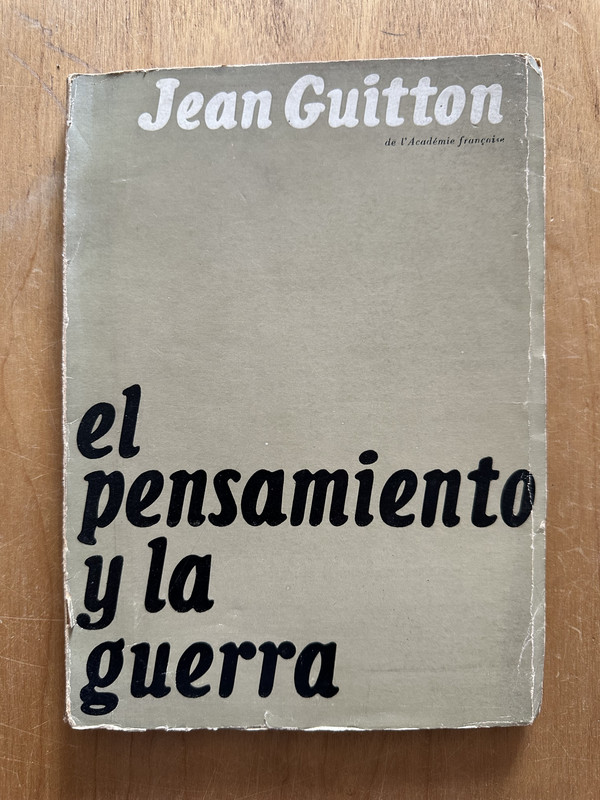 Jean Guitton
de l'Académie française
el
pensamiento
y la
guerra